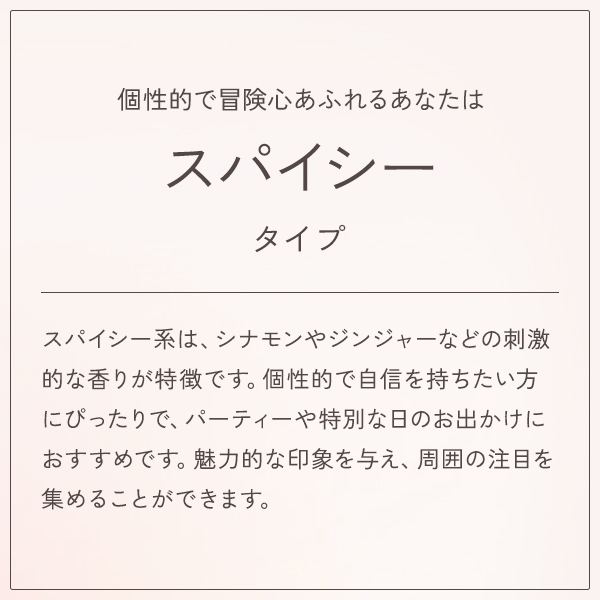 個性的で冒険心あふれるあなたは
スパイシー
タイプ
スパイシー系は、シナモンやジンジャーなどの刺激
的な香りが特徴です。個性的で自信を持ちたい方
にぴったりで、パーティーや特別な日のお出かけに
おすすめです。魅力的な印象を与え、周囲の注目を
集めることができます。